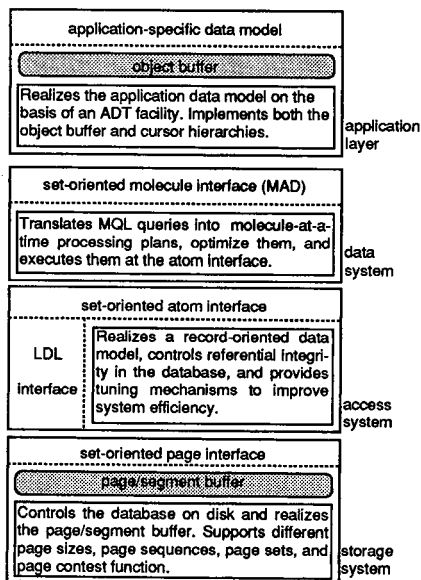 application-specific data model
object buffer
Realizes the application data model on the
basis of an ADT facility. Implements both the
object buffer and cursor hierarchies.
application
layer
set-oriented molecule interface (MAD)
Translates MQL queries into molecule-at-a-
time processing plans, optimize them, and
executes them at the atom interface.
data
system
set-oriented atom interface
LDL
interface
Realizes a record-oriented data
model, controls referential integri-
ty in the database, and provides
tuning mechanisms to improve
system efficiency.
access
system
set-oriented page interface
page/segment buffer
Controls the database on disk and realizes
the page/segment buffer. Supports different
page sizes, page sequences, page sets, and
page contest function.
storage
system